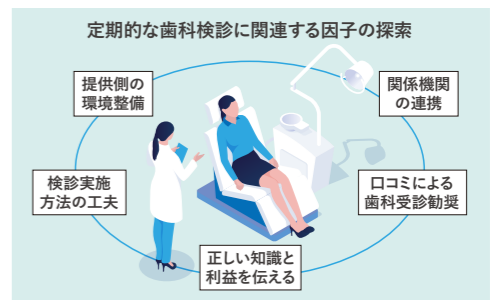 定期的な歯科検診に関連する因子の探索
提供側の
環境整備
関係機関
の連携
検診実施
方法の工夫
口コミによる
歯科受診勧奨
正しい知識と
利益を伝える